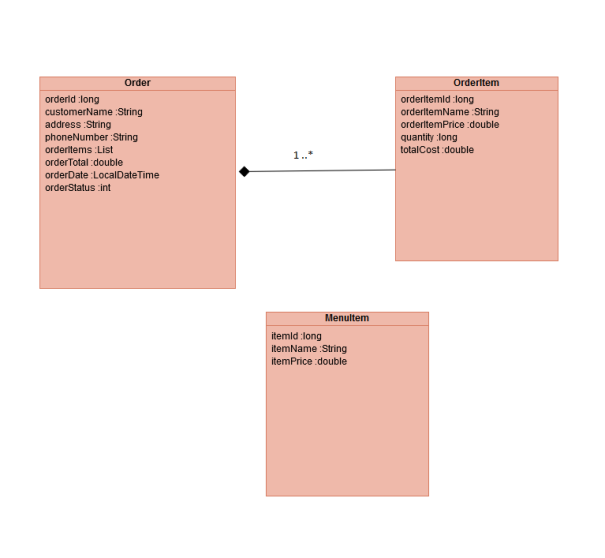 Order
orderId :long
customerName :String
address :String
phoneNumber :String
orderItems :List
orderTotal :double
orderDate :LocalDateTime
orderStatus :int
1..*
OrderItem
orderItemId :long
orderItemName :String
orderItemPrice :double
quantity :long
totalCost :double
MenuItem
itemId :long
itemName :String
itemPrice :double